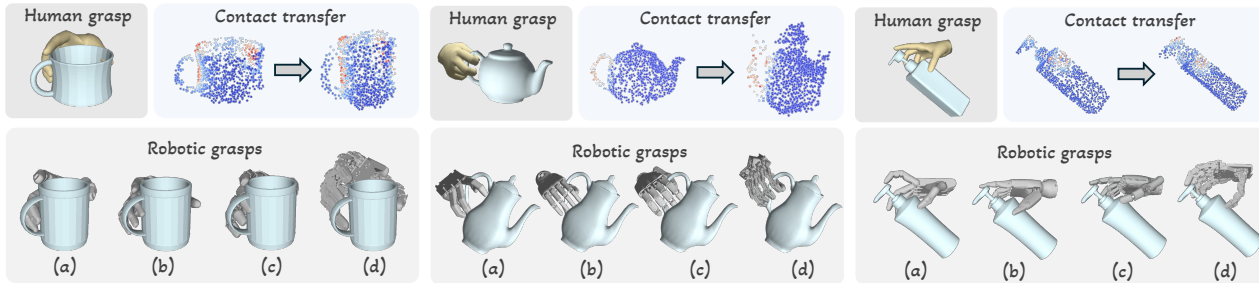 Human grasp
Contact transfer
Robotic grasps
(a)
(b)
(c)
(d)
Human grasp
Contact transfer
Robotic grasps
(a)
(b)
(c)
(d)
Human grasp
Contact transfer
Robotic grasps
(a)
(b)
(c)
(d)